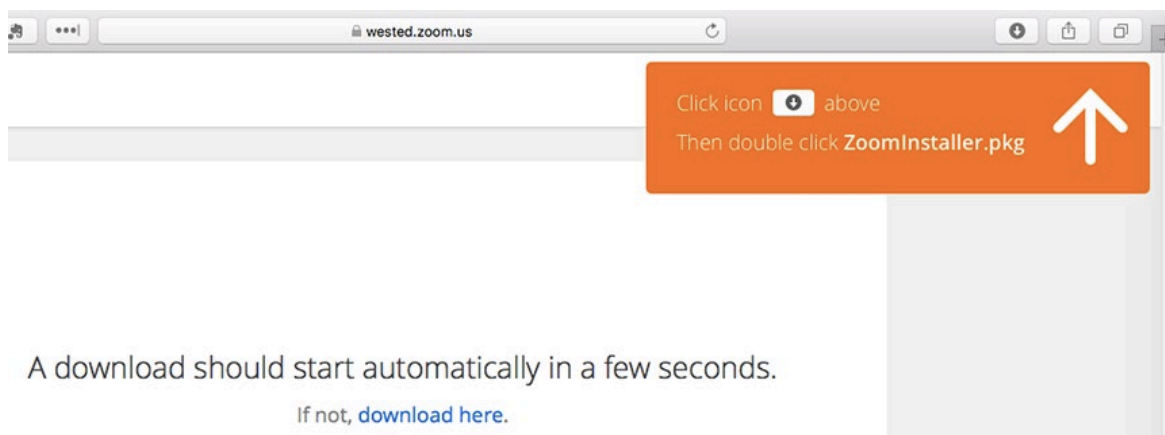 wested.zoom.us
Click icon above
Then double click ZoomInstaller.pkg
A download should start automatically in a few seconds.
If not, download here.